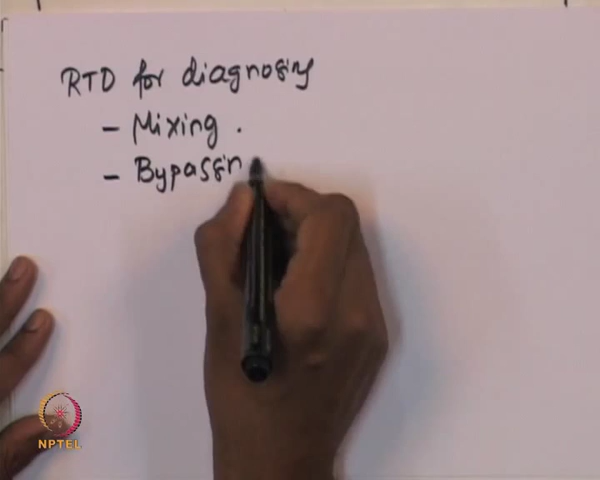 RTD for diagnosing
- Mixing.
- Bypassin
NPTEL